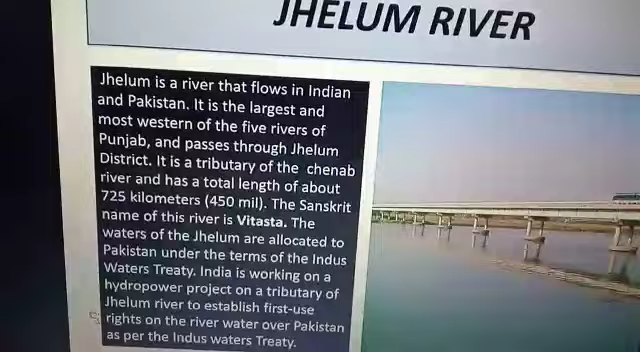 JHELUM RIVER
Jhelum is a river that flows in Indian
and Pakistan. It is the largest and
most western of the five rivers of
Punjab, and passes through Jhelum
District. It is a tributary of the  chenab
river and has a total length of about
725 kilometers (450 mil). The Sanskrit
name of this river is Vitasta. The
waters of the Jhelum are allocated to
Pakistan under the terms of the Indus
Waters Treaty. India is working on a
hydropower project on a tributary of
Jhelum river to establish first-use
rights on the river water over Pakistan
as per the Indus waters Treaty.